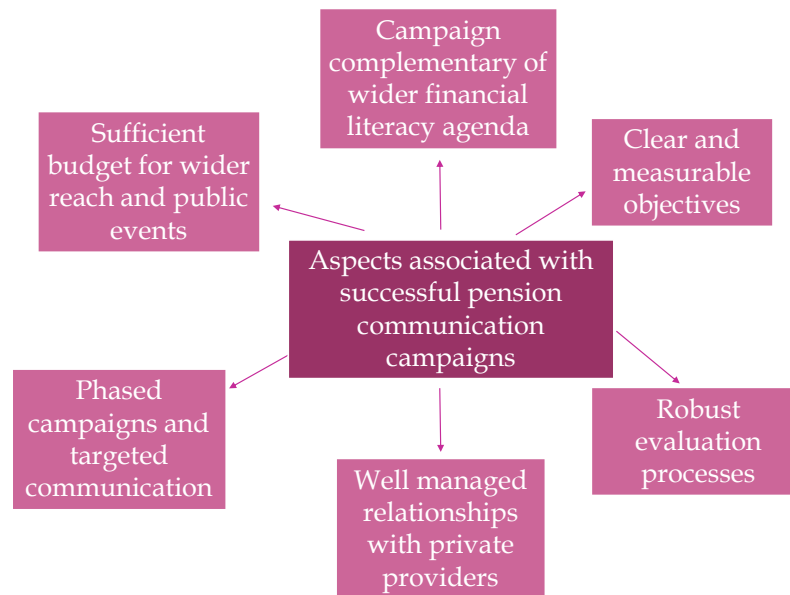 Campaign
complementary of
wider financial
literacy agenda
Sufficient
budget for wider
reach and public
events
Clear and
measurable
objectives
Aspects associated with
successful pension
communication
campaigns
Phased
campaigns and
targeted
communication
Robust
evaluation
processes
Well managed
relationships
with private
providers